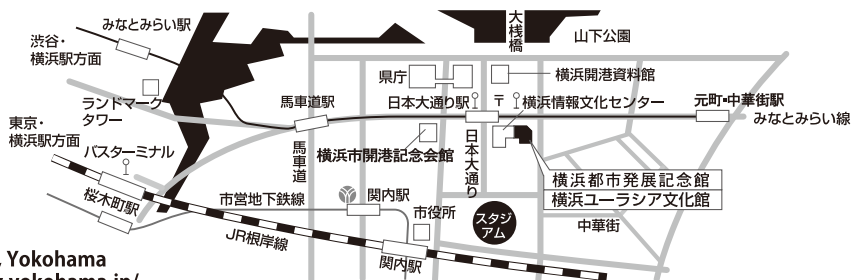 みなとみらい駅
渋谷・
横浜駅方面
ランドマーク
タワー
東京・
横浜駅方面
バスターミナル
桜木町駅
馬車道駅
馬車道
市営地下鉄線
JR根岸線
関内駅
関内駅
市役所
県庁
日本大通り駅
横浜市開港記念会館
日本大通り
大桟橋
山下公園
横浜開港資料館
〒
横浜情報文化センター
元町・中華街駅
みなとみらい線
横浜都市発展記念館
横浜ユーラシア文化館
中華街
スタジ
アム
, Yokohama